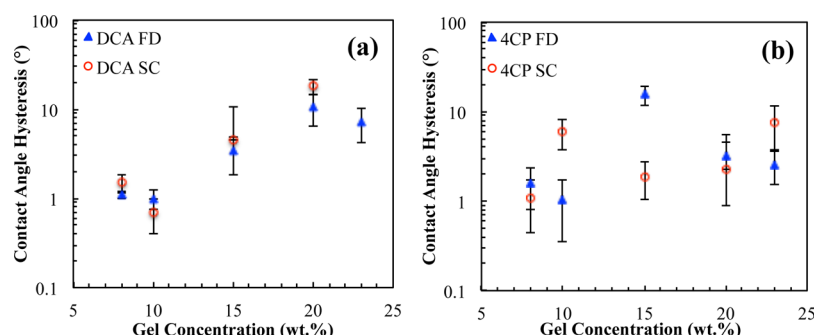 100
10
1
0.1
Contact Angle Hysteresis (°)
DCA FD
DCA SC
(a)
5 10 15 20 25
Gel Concentration (wt.%)
100
10
1
0.1
Contact Angle Hysteresis (°)
4CP FD
4CP SC
(b)
5 10 15 20 25
Gel Concentration (wt.%)